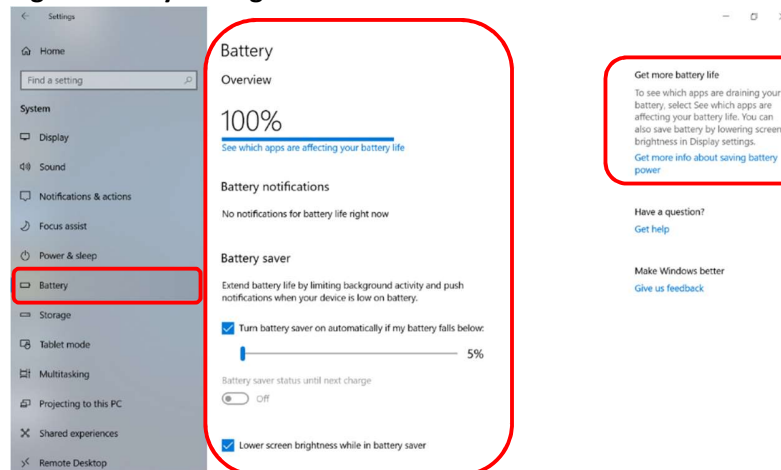 Settings
Home
Find a setting
System
Display
Sound
Notifications & actions
Focus assist
Power & sleep
Battery
Storage
Tablet mode
Multitasking
Projecting to this PC
Shared experiences
Remote Desktop
Battery
Overview
100%
See which apps are affecting your battery life
Battery notifications
No notifications for battery life right now
Battery saver
Extend battery life by limiting background activity and push
notifications when your device is low on battery.
Turn battery saver on automatically if my battery falls below:
5%
Battery saver status until next charge
Off
Lower screen brightness while in battery saver
Get more battery life
To see which apps are draining your
battery, select See which apps are
affecting your battery life. You can
also save battery by lowering screen
brightness in Display settings.
Get more info about saving battery
power
Have a question?
Get help
Make Windows better
Give us feedback